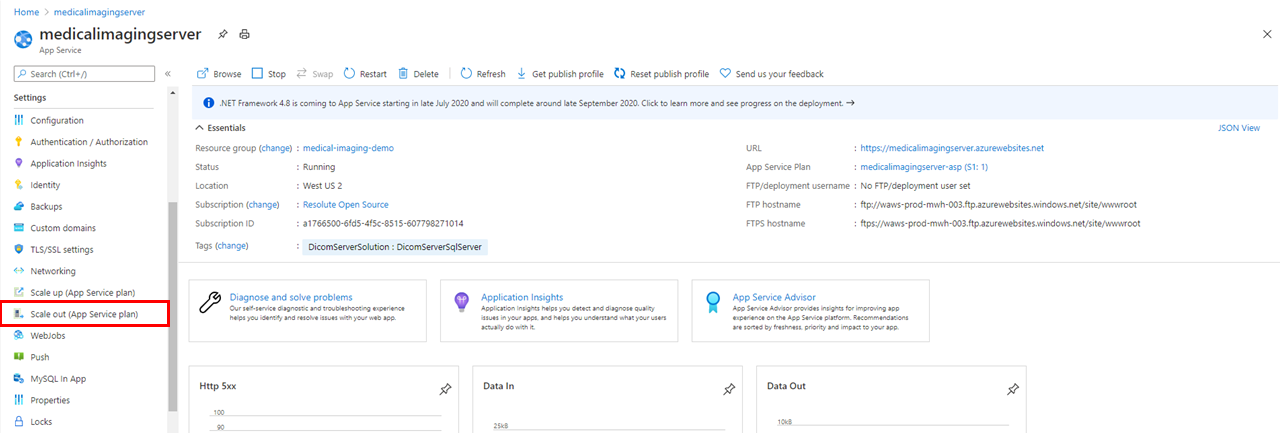 Home > medicalimagingserver
medicalimagingserver
App Service
Search (Ctrl+/)
«
Settings
Configuration
Authentication / Authorization
Application Insights
Identity
Backups
Custom domains
TLS/SSL settings
Networking
Scale up (App Service plan)
Scale out (App Service plan)
WebJobs
Push
MySQL In App
Properties
Locks
Browse Stop Swap Restart Delete Refresh Get publish profile Reset publish profile Send us your feedback
.NET Framework 4.8 is coming to App Service starting in late July 2020 and will complete around late September 2020. Click to learn more and see progress on the deployment. →
Essentials JSON View
Resource group (change) : medical-imaging-demo
Status : Running
Location : West US 2
Subscription (change) : Resolute Open Source
Subscription ID : a1766500-6fd5-4f5c-8515-607798271014
Tags (change) : DicomServerSolution : DicomServerSqlServer
URL : https://medicalimagingserver.azurewebsites.net
App Service Plan : medicalimagingserver-asp (S1: 1)
FTP/deployment username : No FTP/deployment user set
FTP hostname : ftp://waws-prod-mwh-003.ftp.azurewebsites.windows.net/site/wwwroot
FTPS hostname : ftps://waws-prod-mwh-003.ftp.azurewebsites.windows.net/site/wwwroot
Diagnose and solve problems
Our self-service diagnostic and troubleshooting experience
helps you identify and resolve issues with your web app.
Application Insights
Application Insights helps you detect and diagnose quality
issues in your apps, and helps you understand what your users
actually do with it.
App Service Advisor
App Service Advisor provides insights for improving app
experience on the App Service platform. Recommendations
are sorted by freshness, priority and impact to your app.
Http 5xx
100
90
Data In
25kB
Data Out
10kB